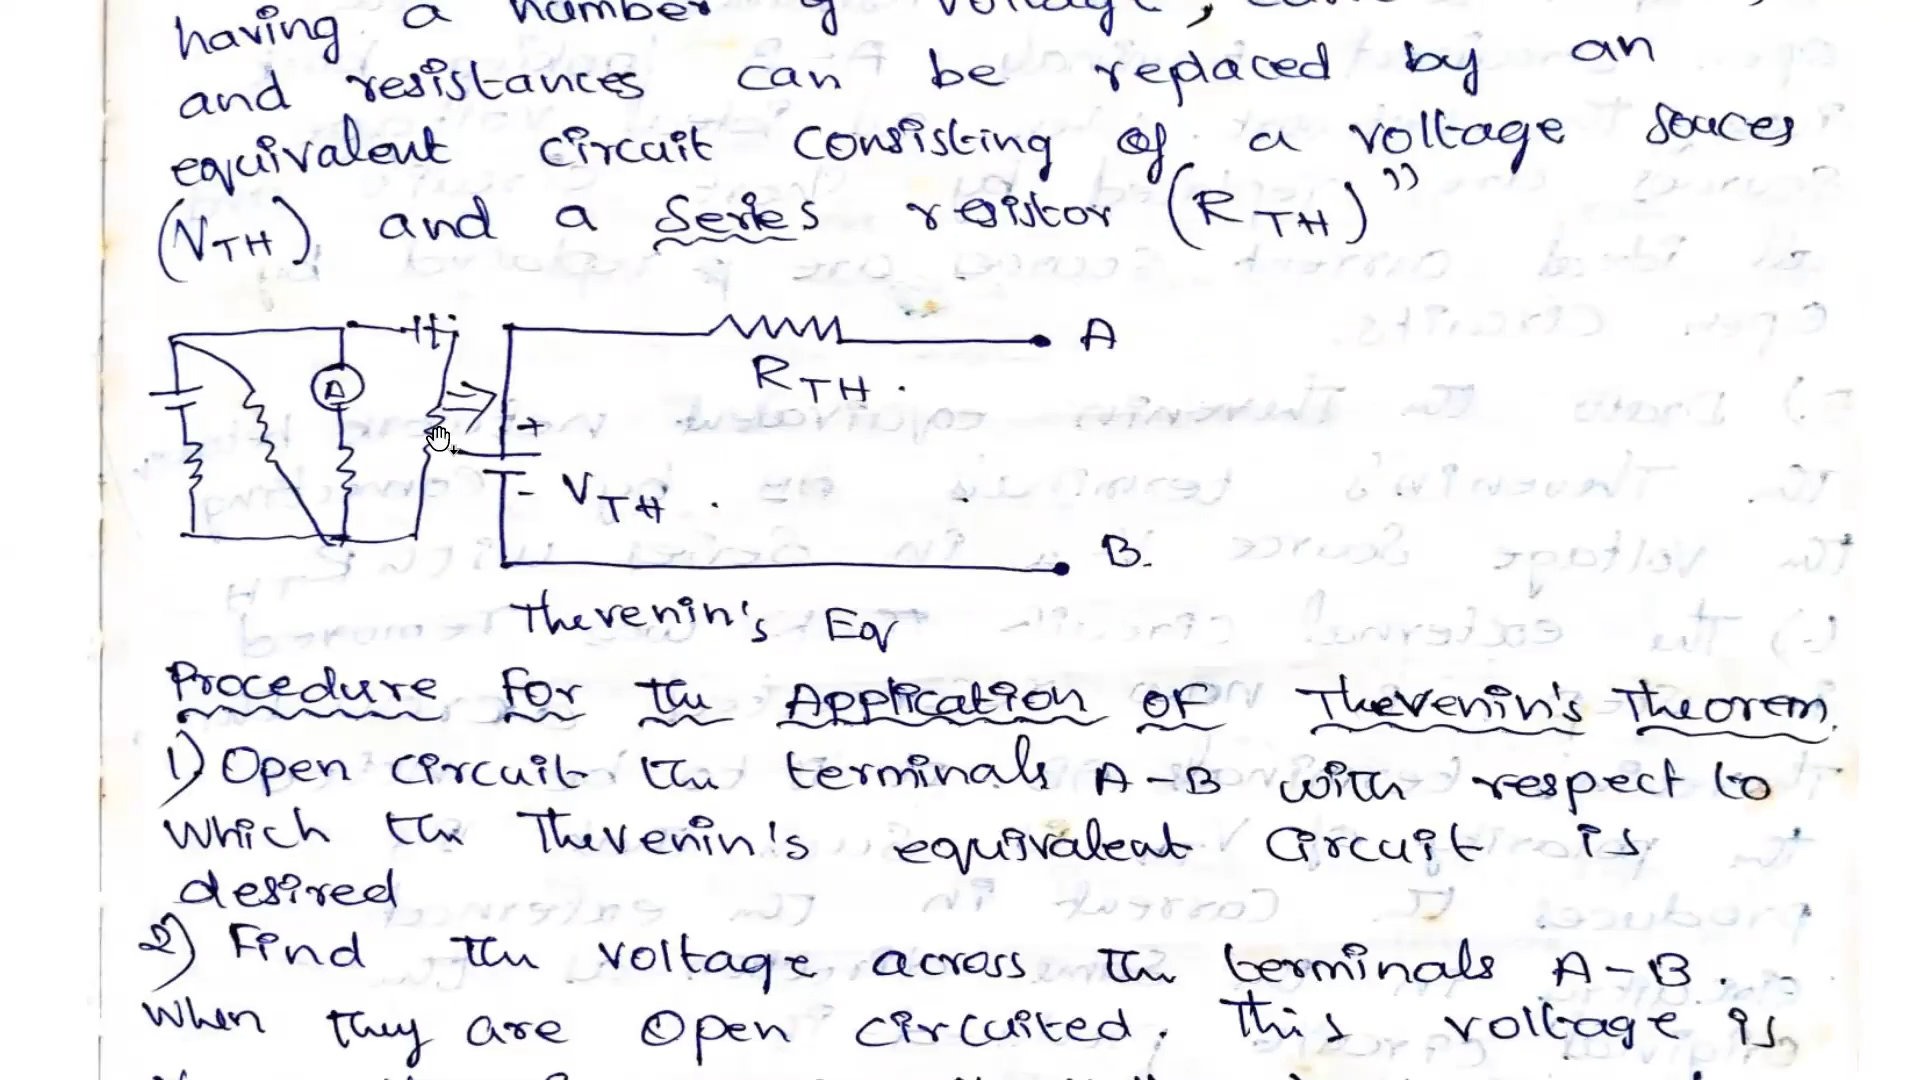 having a number of voltage,
and resistances can be replaced by an
equivalent circuit consisting of a voltage souces
(VTH) and a series resistor (RTH)"
A
RTH .
A
+
- VTH .
B.
Thevenin's Eq
Procedure for the Application of Thevenin's Theorem.
1) Open circuit the terminals A-B with respect to
which the Thevenin's equivalent circuit is
desired
2) Find the voltage across the terminals A-B.
when they are open circuited. This voltage is